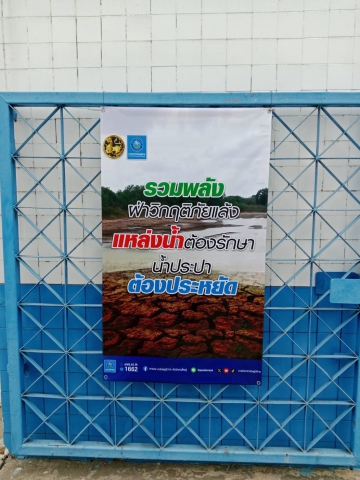 รวมพลัง
ฝ่าวิกฤติภัยแล้ง
แหล่งน้ำต้องรักษา
น้ำประปา
ต้องประหยัด
1662